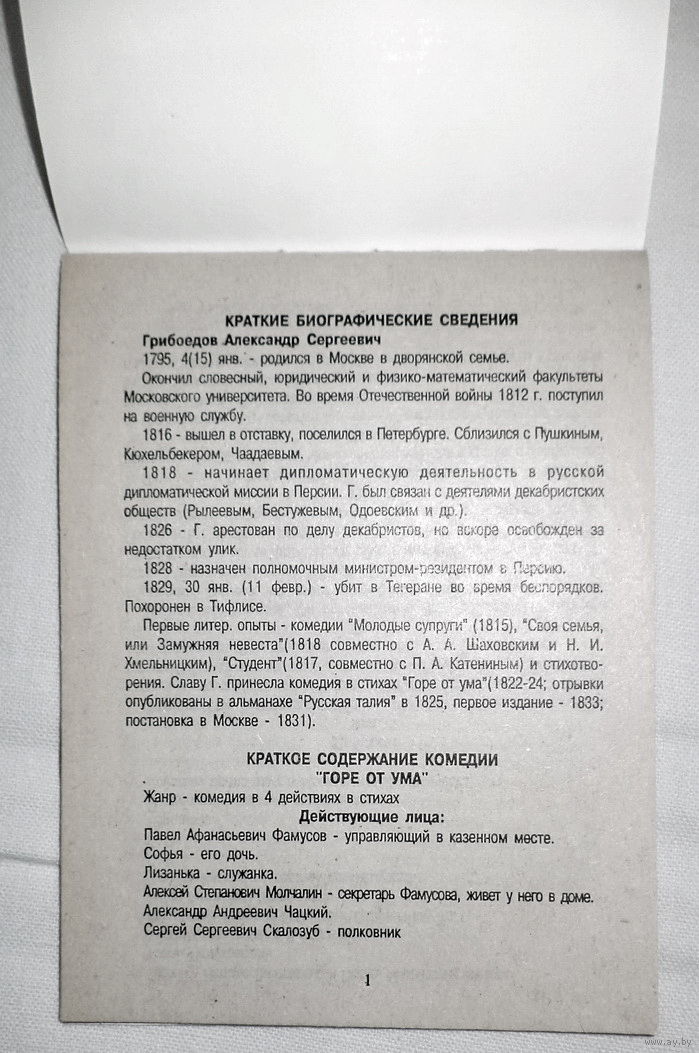 КРАТКИЕ БИОГРАФИЧЕСКИЕ СВЕДЕНИЯ
Грибоедов Александр Сергеевич
1795, 4(15) янв. - родился в Москве в дворянской семье.
Окончил словесный, юридический и физико-математический факультеты
Московского университета. Во время Отечественной войны 1812 г. поступил
на военную службу.
1816 - вышел в отставку, поселился в Петербурге. Сблизился с Пушкиным,
Кюхельбекером, Чаадаевым.
1818 - начинает дипломатическую деятельность в русской
дипломатической миссии в Персии. Г. был связан с деятелями декабристских
обществ (Рылеевым, Бестужевым, Одоевским и др.).
1826 - Г. арестован по делу декабристов, но вскоре освобожден за
недостатком улик.
1828 - назначен полномочным министром-резидентом в Персию.
1829, 30 янв. (11 февр.) - убит в Тегеране во время беспорядков.
Похоронен в Тифлисе.
Первые литер. опыты - комедии "Молодые супруги" (1815), "Своя семья,
или Замужняя невеста"(1818 совместно с А. А. Шаховским и Н. И.
Хмельницким), "Студент"(1817, совместно с П. А. Катениным) и стихотво-
рения. Славу Г. принесла комедия в стихах "Горе от ума"(1822-24; отрывки
опубликованы в альманахе "Русская талия" в 1825, первое издание - 1833;
постановка в Москве - 1831).
КРАТКОЕ СОДЕРЖАНИЕ КОМЕДИИ
"ГОРЕ ОТ УМА"
Жанр - комедия в 4 действиях в стихах
Действующие лица:
Павел Афанасьевич Фамусов - управляющий в казенном месте.
Софья - его дочь.
Лизанька - служанка.
Алексей Степанович Молчалин - секретарь Фамусова, живет у него в доме.
Александр Андреевич Чацкий.
Сергей Сергеевич Скалозуб - полковник
1
www.ay.by